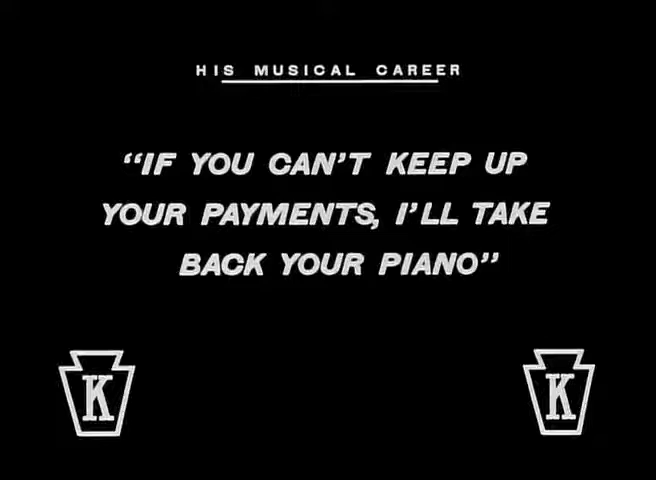 HIS MUSICAL CAREER
"IF YOU CAN'T KEEP UP
YOUR PAYMENTS, I'LL TAKE
BACK YOUR PIANO"
K K